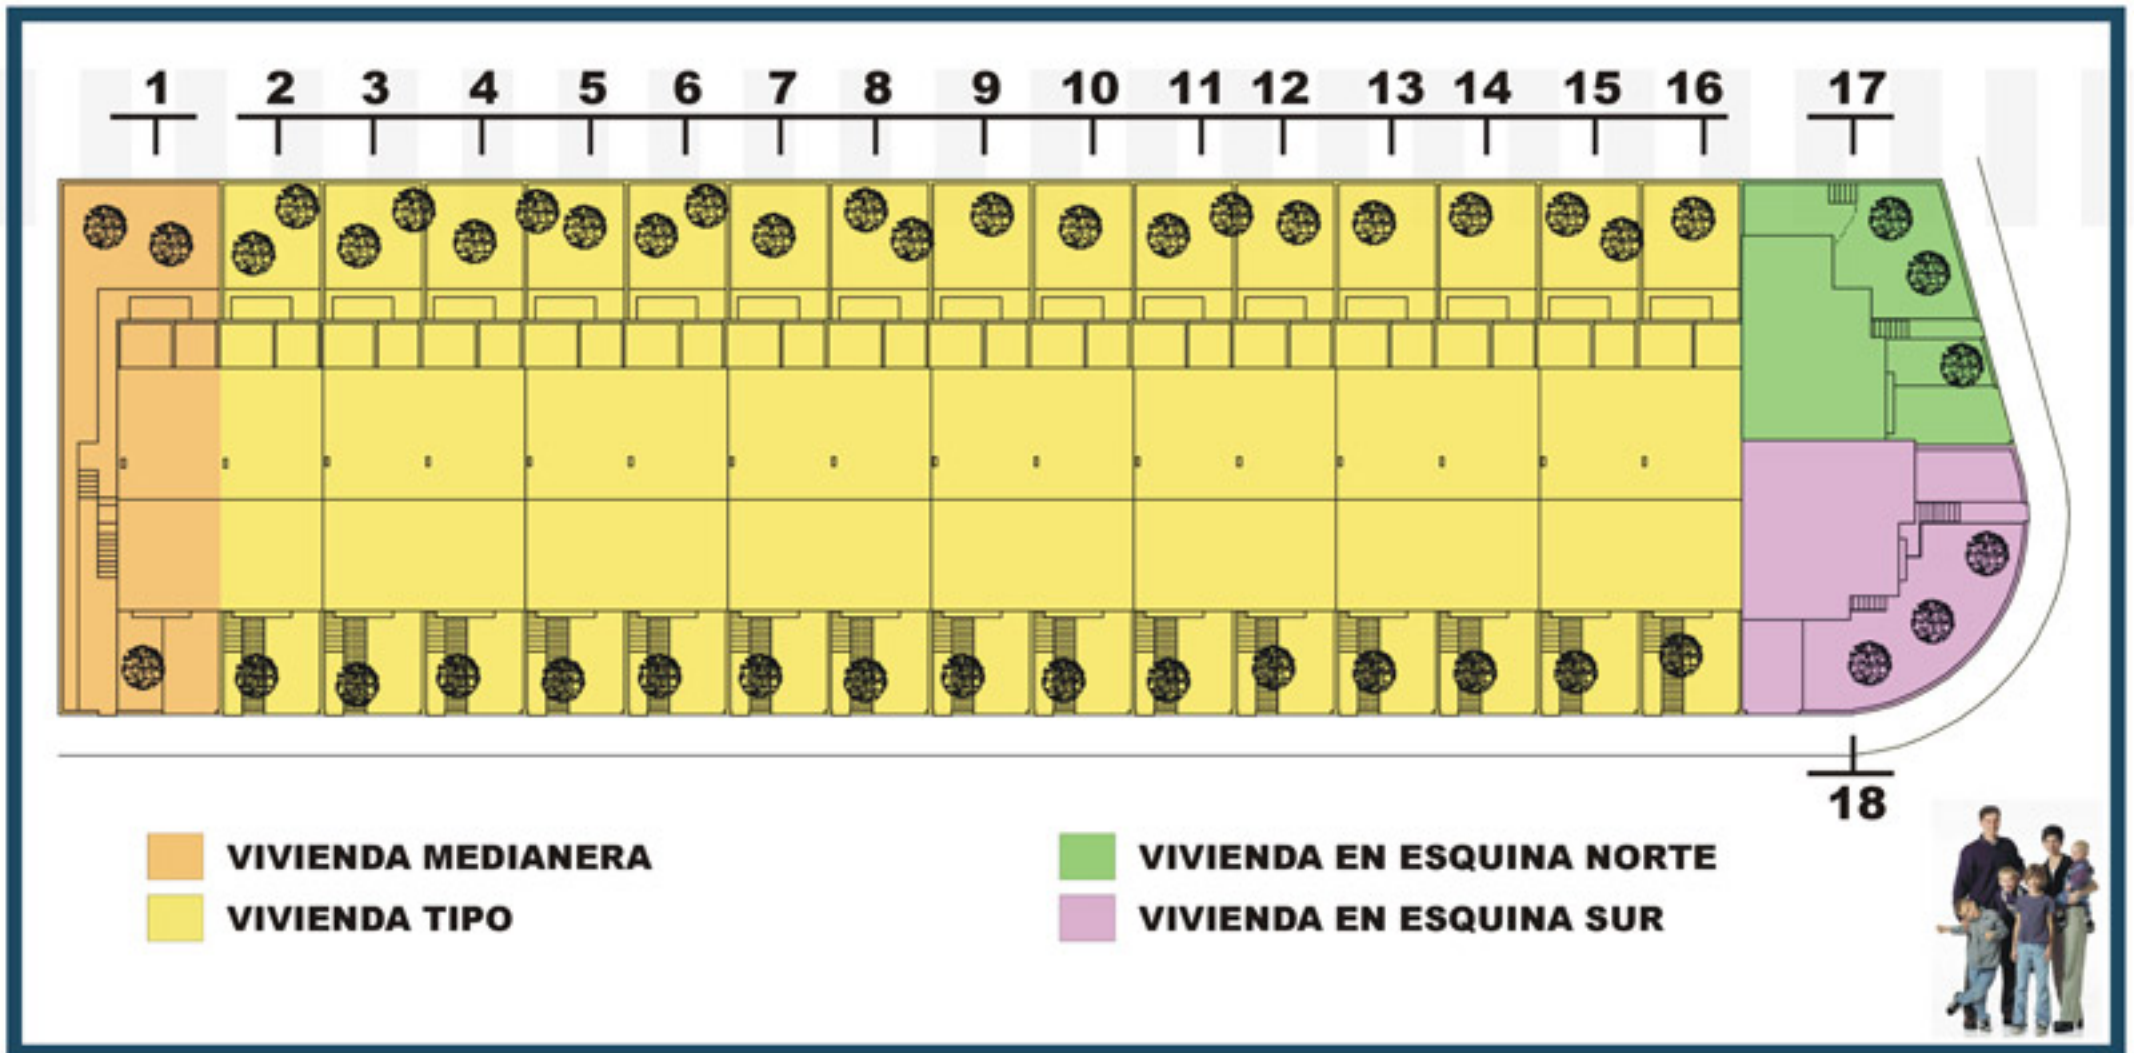 1 2 3 4 5 6 7 8 9 10 11 12 13 14 15 16 17
18
VIVIENDA MEDIANERA
VIVIENDA TIPO
VIVIENDA EN ESQUINA NORTE
VIVIENDA EN ESQUINA SUR